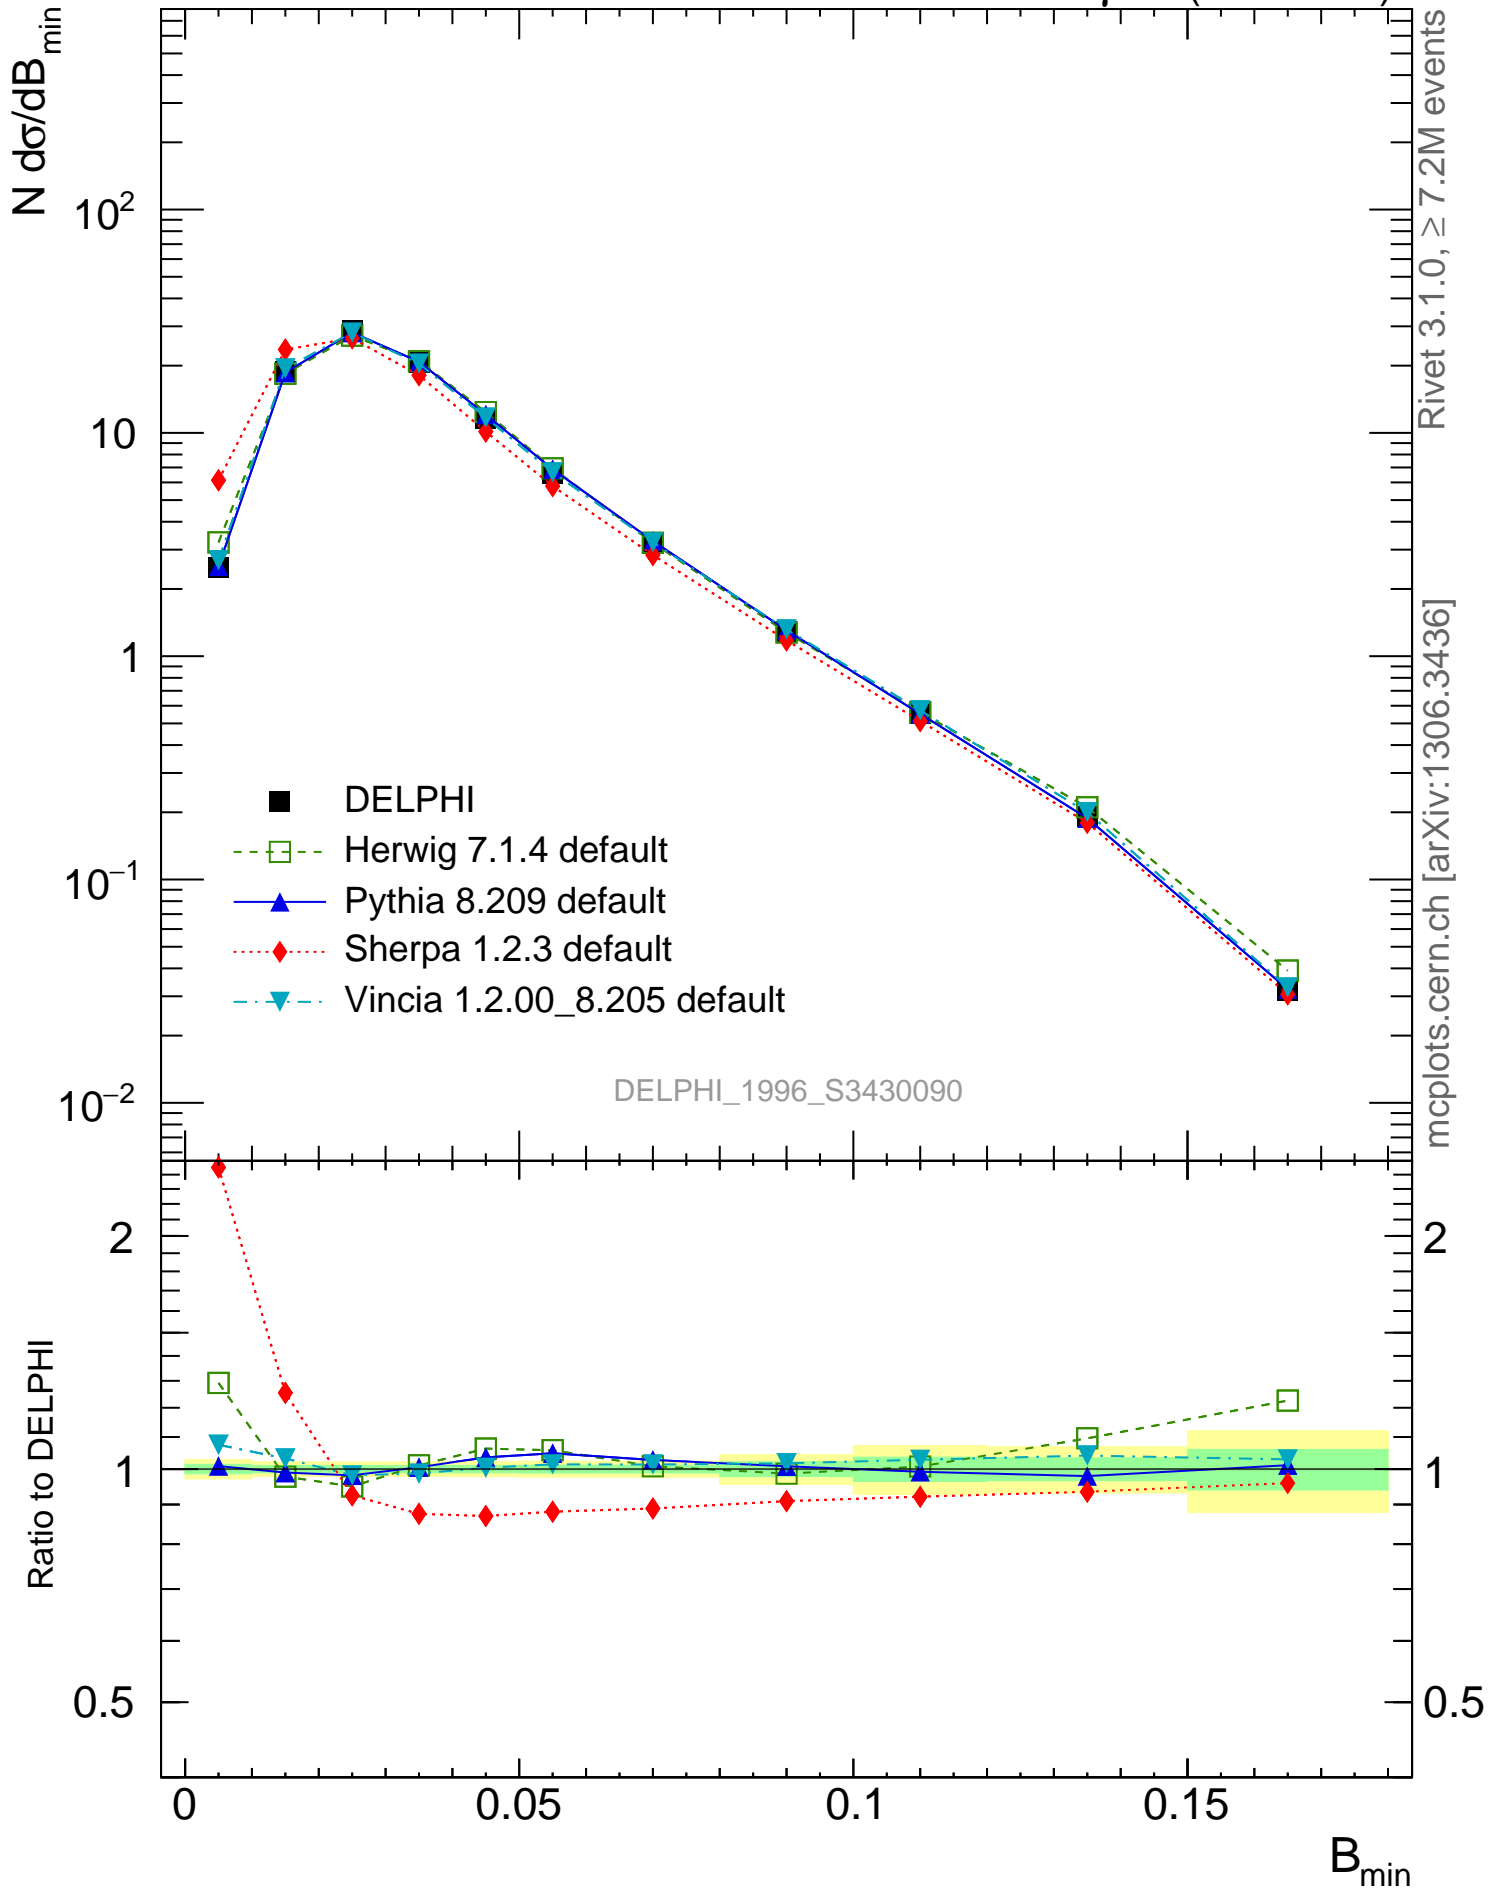 N dσ/dB_min
10^2
10
1
10^−1
10^−2
DELPHI
Herwig 7.1.4 default
Pythia 8.209 default
Sherpa 1.2.3 default
Vincia 1.2.00_8.205 default
DELPHI_1996_S3430090
Rivet 3.1.0, ≥ 7.2M events
mcplots.cern.ch [arXiv:1306.3436]
Ratio to DELPHI
2
1
0.5
2
1
0.5
0 0.05 0.1 0.15
B_min